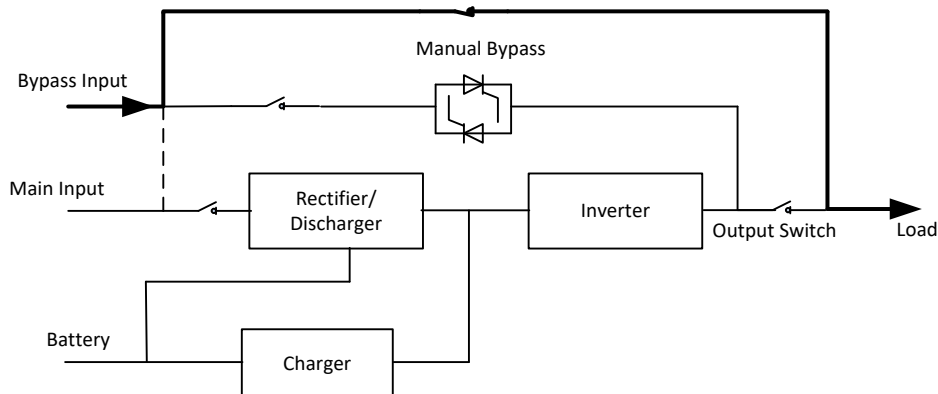 Manual Bypass
Bypass Input
Main Input
Rectifier/
Discharger
Inverter
Output Switch
Load
Battery
Charger